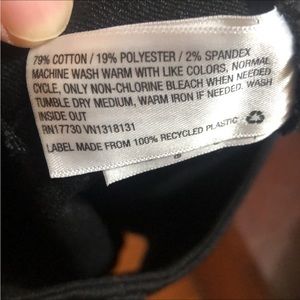 79% COTTON / 19% POLYESTER / 2% SPANDEX
MACHINE WASH WARM WITH LIKE COLORS, NORMAL
CYCLE, ONLY NON-CHLORINE BLEACH WHEN NEEDED.
TUMBLE DRY MEDIUM, WARM IRON IF NEEDED. WASH
INSIDE OUT
RN17730 VN1318131
LABEL MADE FROM 100% RECYCLED PLASTIC